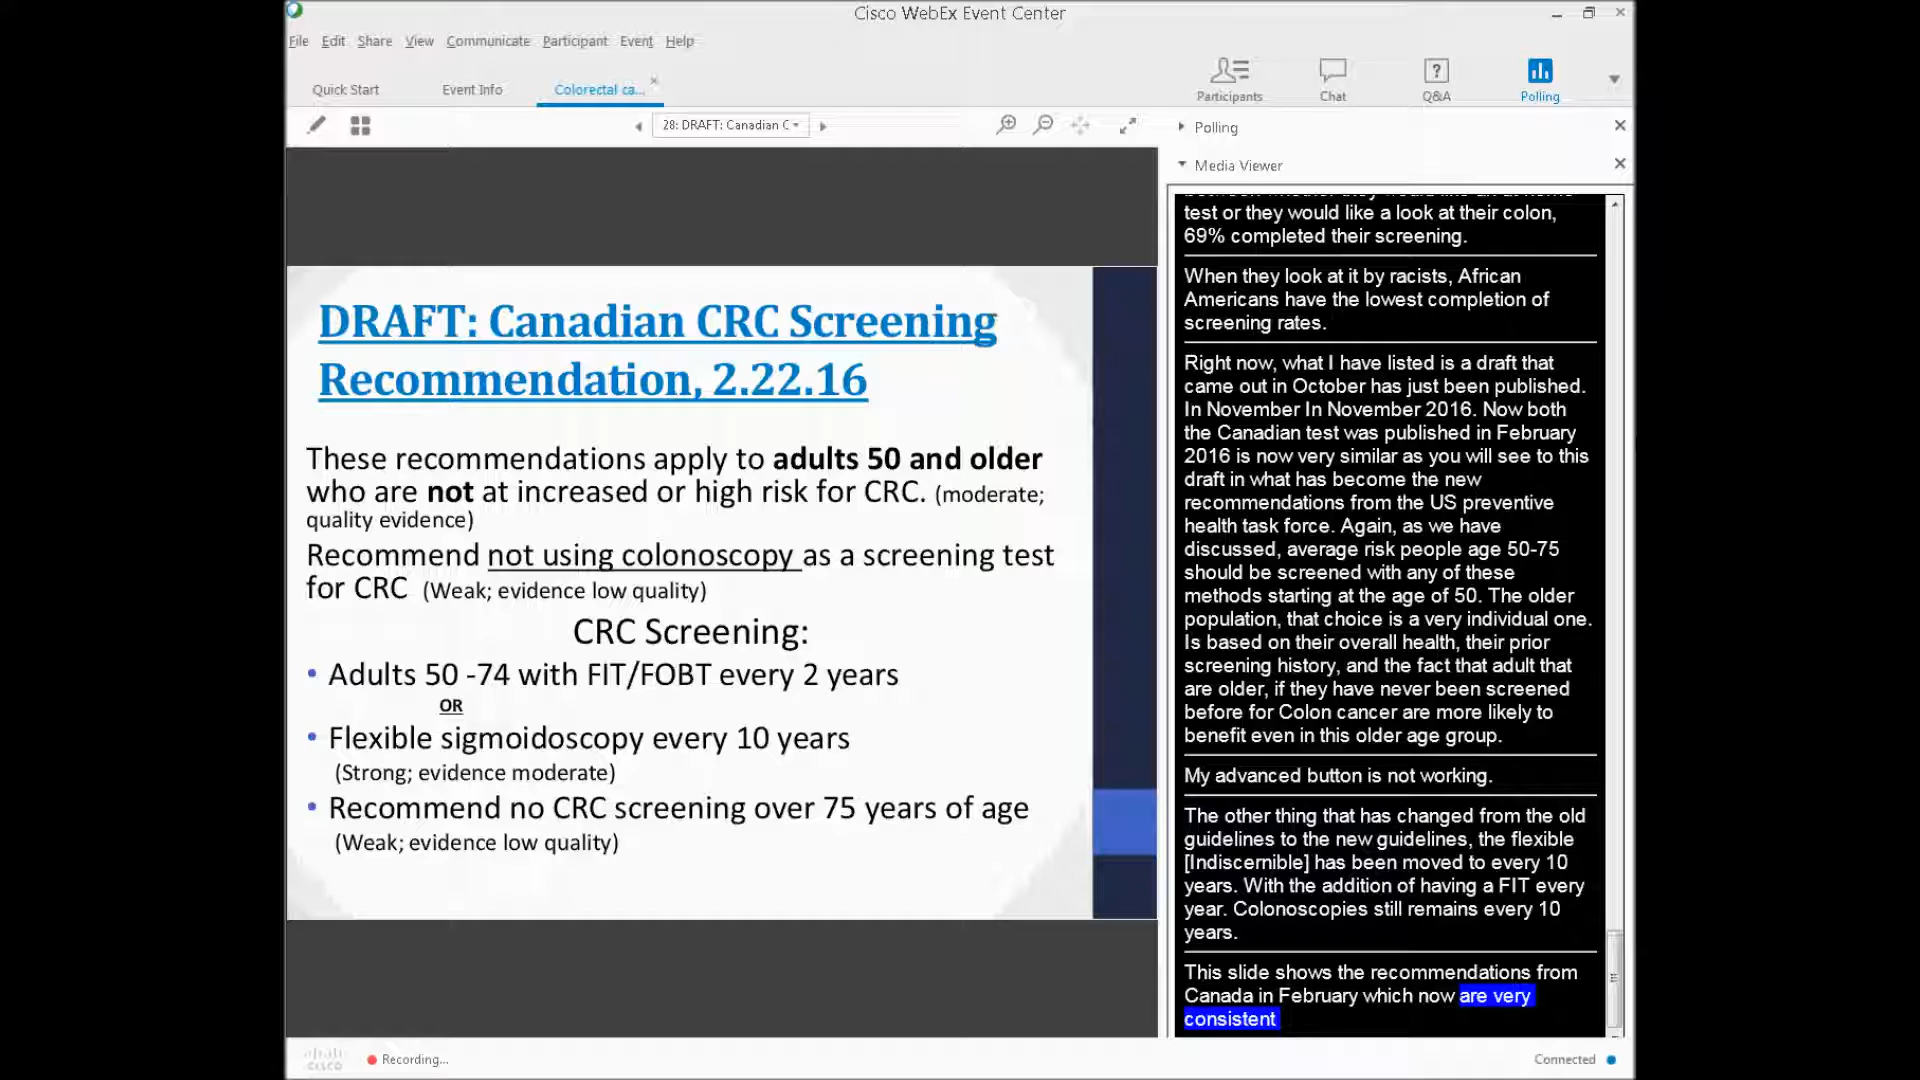 Cisco WebEx Event Center
File Edit Share View Communicate Participant Event Help
Quick Start Event Info Colorectal ca...
Participants Chat Q&A Polling
28: DRAFT: Canadian C
Polling
Media Viewer
DRAFT: Canadian CRC Screening
Recommendation, 2.22.16
These recommendations apply to adults 50 and older
who are not at increased or high risk for CRC. (moderate;
quality evidence)
Recommend not using colonoscopy as a screening test
for CRC (Weak; evidence low quality)
CRC Screening:
• Adults 50 -74 with FIT/FOBT every 2 years
OR
• Flexible sigmoidoscopy every 10 years
(Strong; evidence moderate)
• Recommend no CRC screening over 75 years of age
(Weak; evidence low quality)
test or they would like a look at their colon,
69% completed their screening.
When they look at it by racists, African
Americans have the lowest completion of
screening rates.
Right now, what I have listed is a draft that
came out in October has just been published.
In November In November 2016. Now both
the Canadian test was published in February
2016 is now very similar as you will see to this
draft in what has become the new
recommendations from the US preventive
health task force. Again, as we have
discussed, average risk people age 50-75
should be screened with any of these
methods starting at the age of 50. The older
population, that choice is a very individual one.
Is based on their overall health, their prior
screening history, and the fact that adult that
are older, if they have never been screened
before for Colon cancer are more likely to
benefit even in this older age group.
My advanced button is not working.
The other thing that has changed from the old
guidelines to the new guidelines, the flexible
[Indiscernible] has been moved to every 10
years. With the addition of having a FIT every
year. Colonoscopies still remains every 10
years.
This slide shows the recommendations from
Canada in February which now are very
consistent
cisco
Recording...
Connected